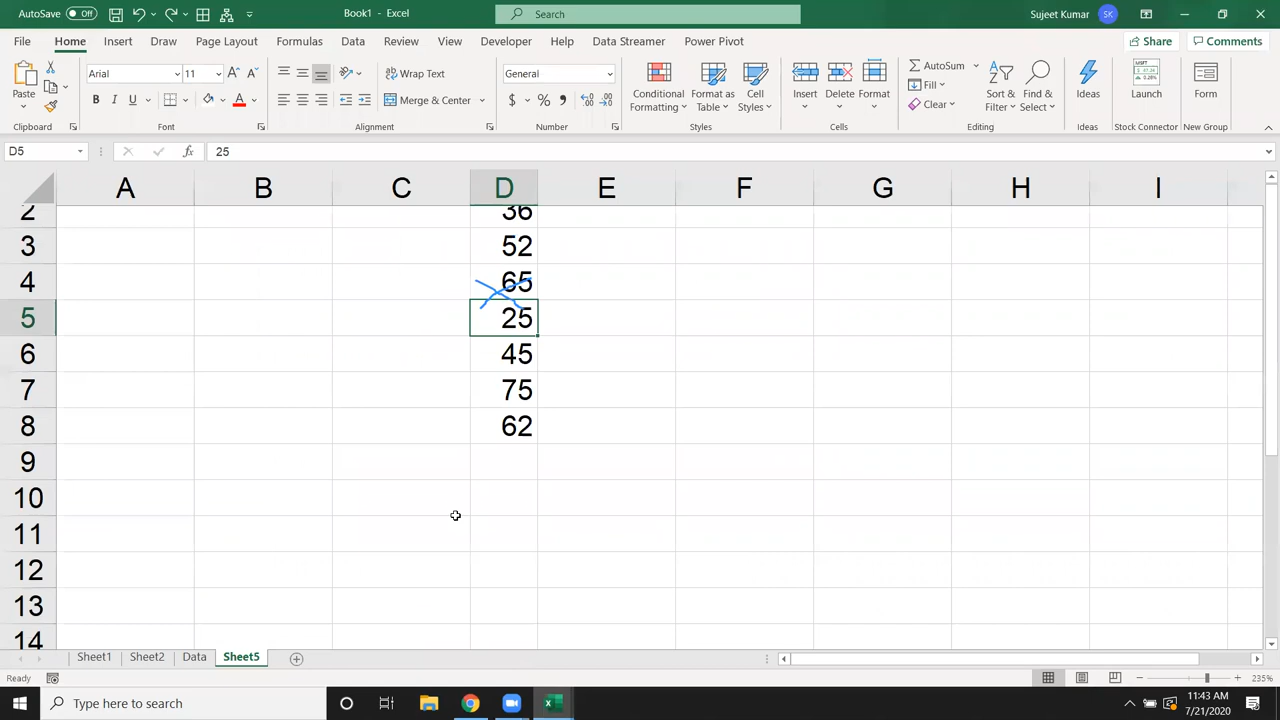 AutoSave Off Book1 - Excel Search Sujeet Kumar SK
File Home Insert Draw Page Layout Formulas Data Review View Developer Help Data Streamer Power Pivot Share Comments
Paste Arial 11 Wrap Text General Conditional Formatting Format as Table Cell Styles Insert Delete Format AutoSum Sort & Filter Find & Select Ideas Launch Form
B I U A Merge & Center $ % , Fill Clear
Clipboard Font Alignment Number Styles Cells Editing Ideas Stock Connector New Group
D5 fx 25
A B C D E F G H I
2 36
3 52
4 65
5 25
6 45
7 75
8 62
9
10
11
12
13
14
Sheet1 Sheet2 Data Sheet5
Ready 235%
Type here to search 11:43 AM
7/21/2020